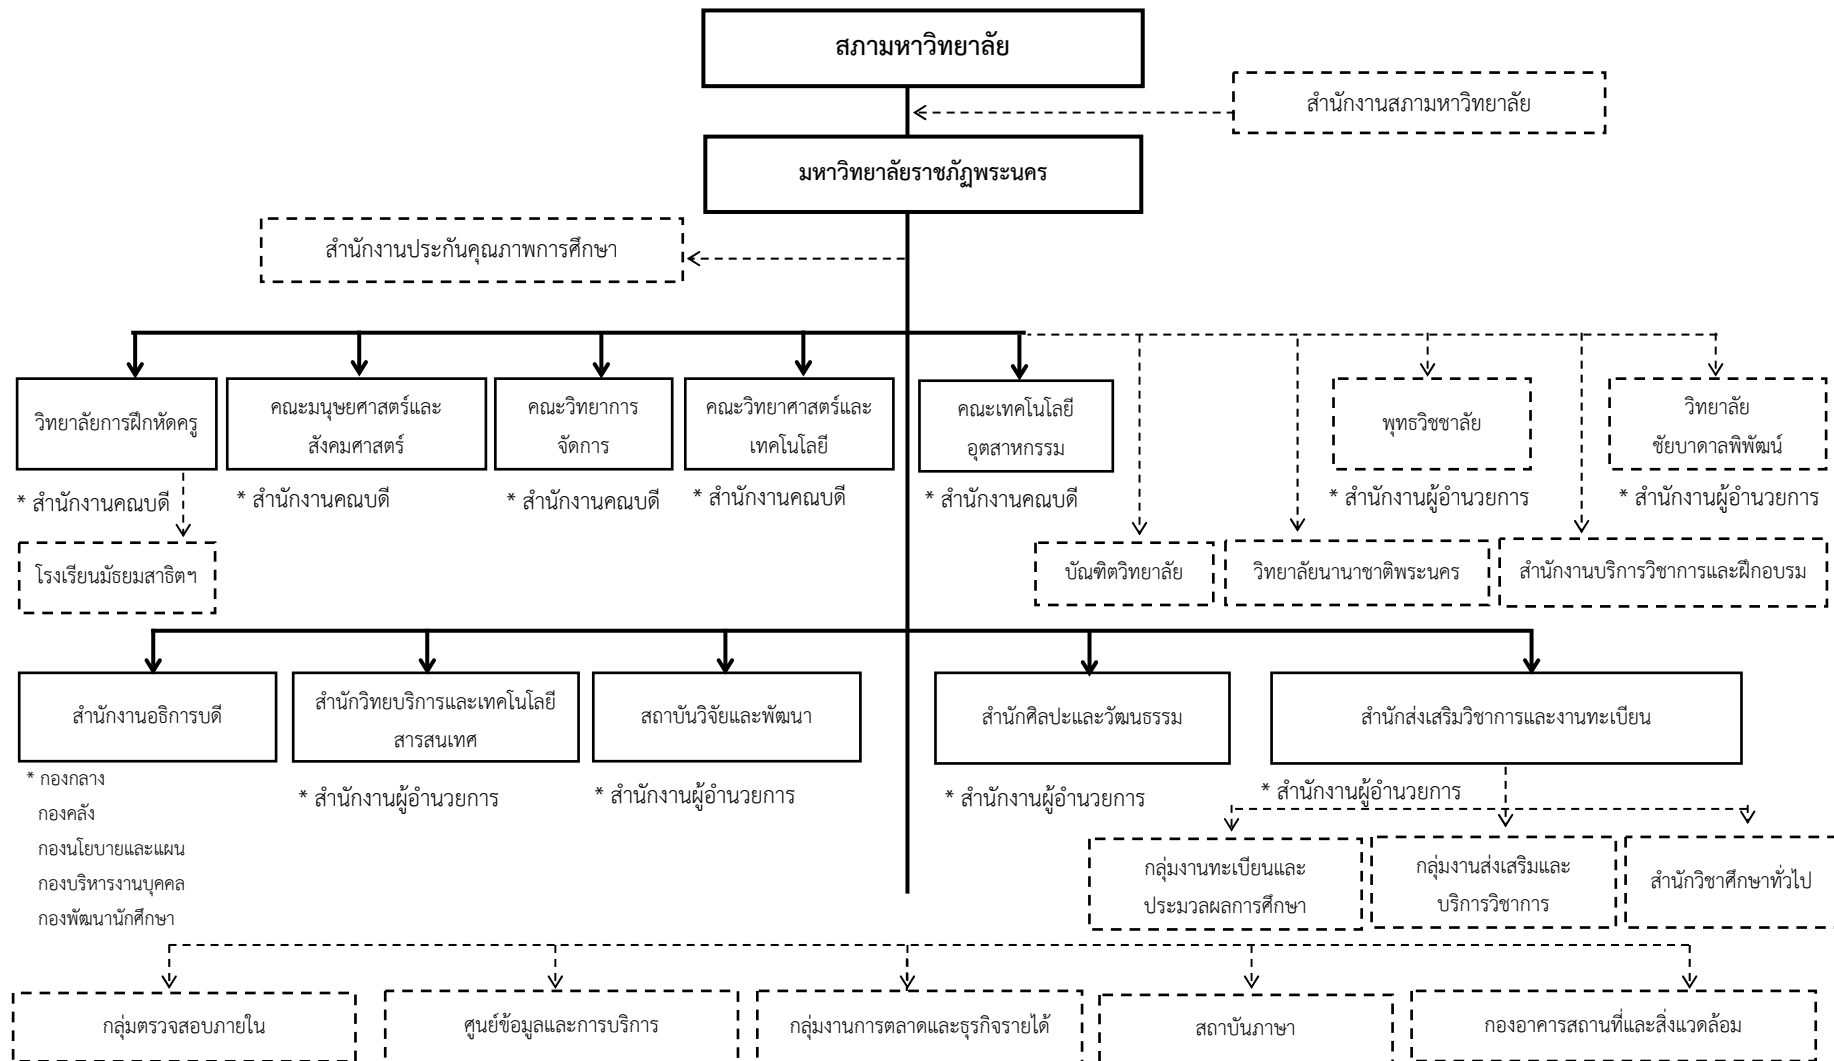 สภามหาวิทยาลัย
สำนักงานสภามหาวิทยาลัย
มหาวิทยาลัยราชภัฏพระนคร
สำนักงานประกันคุณภาพการศึกษา
วิทยาลัยการฝึกหัดครู
คณะมนุษยศาสตร์และ
สังคมศาสตร์
คณะวิทยาการ
จัดการ
คณะวิทยาศาสตร์และ
เทคโนโลยี
คณะเทคโนโลยี
อุตสาหกรรม
พุทธวิชชาลัย
วิทยาลัย
ชัยบาดาลพิพัฒน์
* สำนักงานคณบดี
* สำนักงานคณบดี
* สำนักงานคณบดี
* สำนักงานคณบดี
* สำนักงานคณบดี
* สำนักงานผู้อำนวยการ
* สำนักงานผู้อำนวยการ
โรงเรียนมัธยมสาธิตฯ
บัณฑิตวิทยาลัย
วิทยาลัยนานาชาติพระนคร
สำนักงานบริการวิชาการและฝึกอบรม
สำนักงานอธิการบดี
สำนักวิทยบริการและเทคโนโลยี
สารสนเทศ
สถาบันวิจัยและพัฒนา
สำนักศิลปะและวัฒนธรรม
สำนักส่งเสริมวิชาการและงานทะเบียน
* กองกลาง
กองคลัง
กองนโยบายและแผน
กองบริหารงานบุคคล
กองพัฒนานักศึกษา
* สำนักงานผู้อำนวยการ
* สำนักงานผู้อำนวยการ
* สำนักงานผู้อำนวยการ
* สำนักงานผู้อำนวยการ
กลุ่มงานทะเบียนและ
ประมวลผลการศึกษา
กลุ่มงานส่งเสริมและ
บริการวิชาการ
สำนักวิชาศึกษาทั่วไป
กลุ่มตรวจสอบภายใน
ศูนย์ข้อมูลและการบริการ
กลุ่มงานการตลาดและธุรกิจรายได้
สถาบันภาษา
กองอาคารสถานที่และสิ่งแวดล้อม